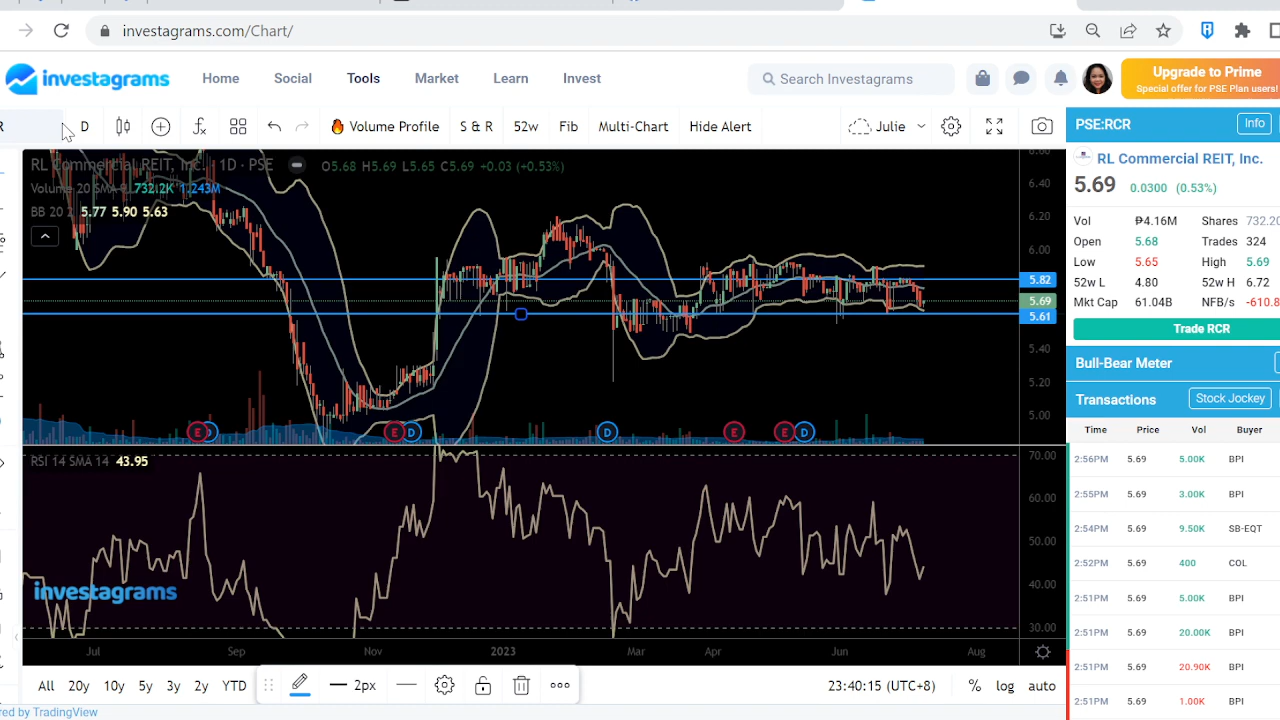 investagrams.com/Chart/
investagrams
Home
Social
Tools
Market
Learn
Invest
Search Investagrams
Upgrade to Prime
Special offer for PSE Plan users!
R
D
Volume Profile
S & R
52w
Fib
Multi-Chart
Hide Alert
Julie
PSE:RCR
Info
RL Commercial REIT, Inc. · 1D · PSE
O5.68 H5.69 L5.65 C5.69 +0.03 (+0.53%)
732.2K 1.243M
BB 20 2 5.77 5.90 5.63
6.60
6.40
6.20
6.00
5.82
5.69
5.61
5.40
5.20
5.00
E
D
E
D
D
E
E
D
RSI 14 SMA 14 43.95
70.00
60.00
50.00
40.00
30.00
investagrams
Jul
Sep
Nov
2023
Mar
Apr
Jun
Aug
All
20y
10y
5y
3y
2y
YTD
2px
23:40:15 (UTC+8)
%
log
auto
red by TradingView
RL Commercial REIT, Inc.
5.69 0.0300 (0.53%)
Vol ₱4.16M Shares 732.20
Open 5.68 Trades 324
Low 5.65 High 5.69
52w L 4.80 52w H 6.72
Mkt Cap 61.04B NFB/s -610.8
Trade RCR
Bull-Bear Meter
Transactions
Stock Jockey
Time Price Vol Buyer
2:56PM 5.69 5.00K BPI
2:55PM 5.69 3.00K BPI
2:54PM 5.69 9.50K SB-EQT
2:52PM 5.69 400 COL
2:51PM 5.69 5.00K BPI
2:51PM 5.69 20.00K BPI
2:51PM 5.69 20.90K BPI
2:51PM 5.69 1.00K BPI